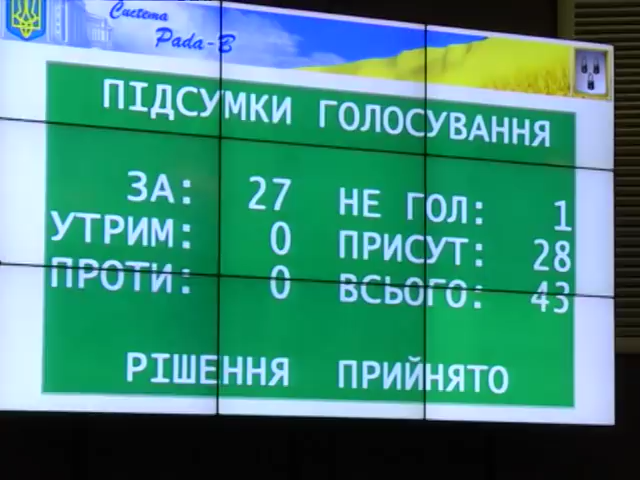 Система
Рада-В
ПІДСУМКИ ГОЛОСУВАННЯ
ЗА: 27 НЕ ГОЛ: 1
УТРИМ: 0 ПРИСУТ: 28
ПРОТИ: 0 ВСЬОГО: 43
РІШЕННЯ ПРИЙНЯТО